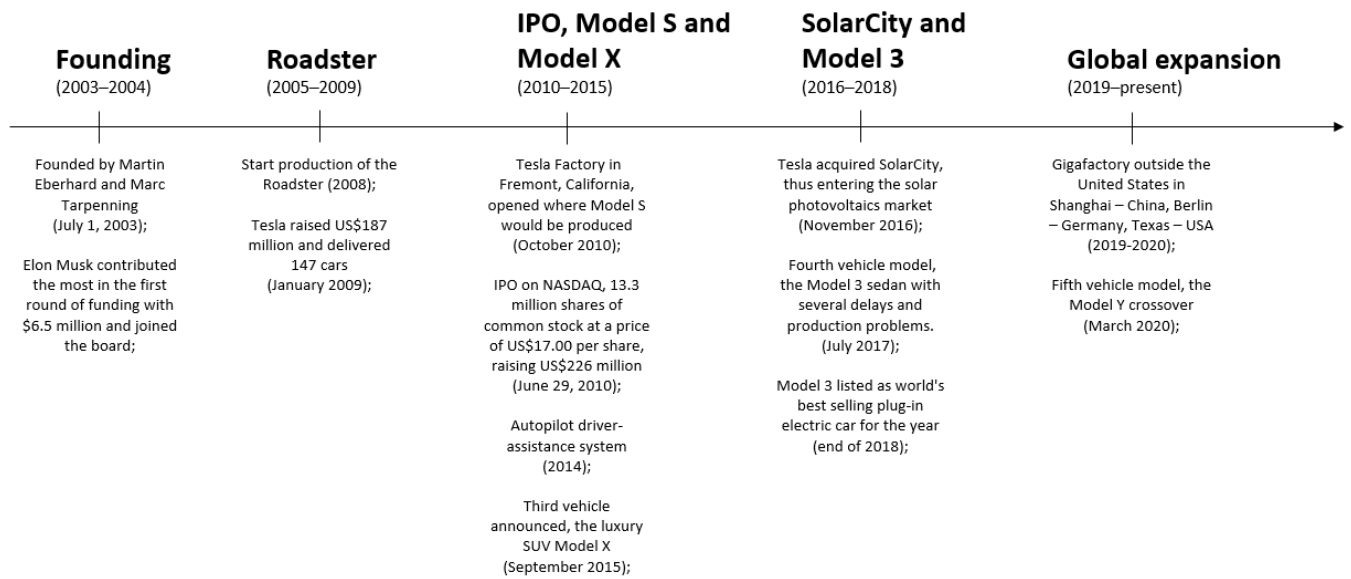 Founding
(2003–2004)
Founded by Martin
Eberhard and Marc
Tarpenning
(July 1, 2003);
Elon Musk contributed
the most in the first
round of funding with
$6.5 million and joined
the board;
Roadster
(2005–2009)
Start production of the
Roadster (2008);
Tesla raised US$187
million and delivered
147 cars
(January 2009);
IPO, Model S and
Model X
(2010–2015)
Tesla Factory in
Fremont, California,
opened where Model S
would be produced
(October 2010);
IPO on NASDAQ, 13.3
million shares of
common stock at a price
of US$17.00 per share,
raising US$226 million
(June 29, 2010);
Autopilot driver-
assistance system
(2014);
Third vehicle
announced, the luxury
SUV Model X
(September 2015);
SolarCity and
Model 3
(2016–2018)
Tesla acquired SolarCity,
thus entering the solar
photovoltaics market
(November 2016);
Fourth vehicle model,
the Model 3 sedan with
several delays and
production problems.
(July 2017);
Model 3 listed as world's
best selling plug-in
electric car for the year
(end of 2018);
Global expansion
(2019–present)
Gigafactory outside the
United States in
Shanghai – China, Berlin
– Germany, Texas – USA
(2019-2020);
Fifth vehicle model, the
Model Y crossover
(March 2020);